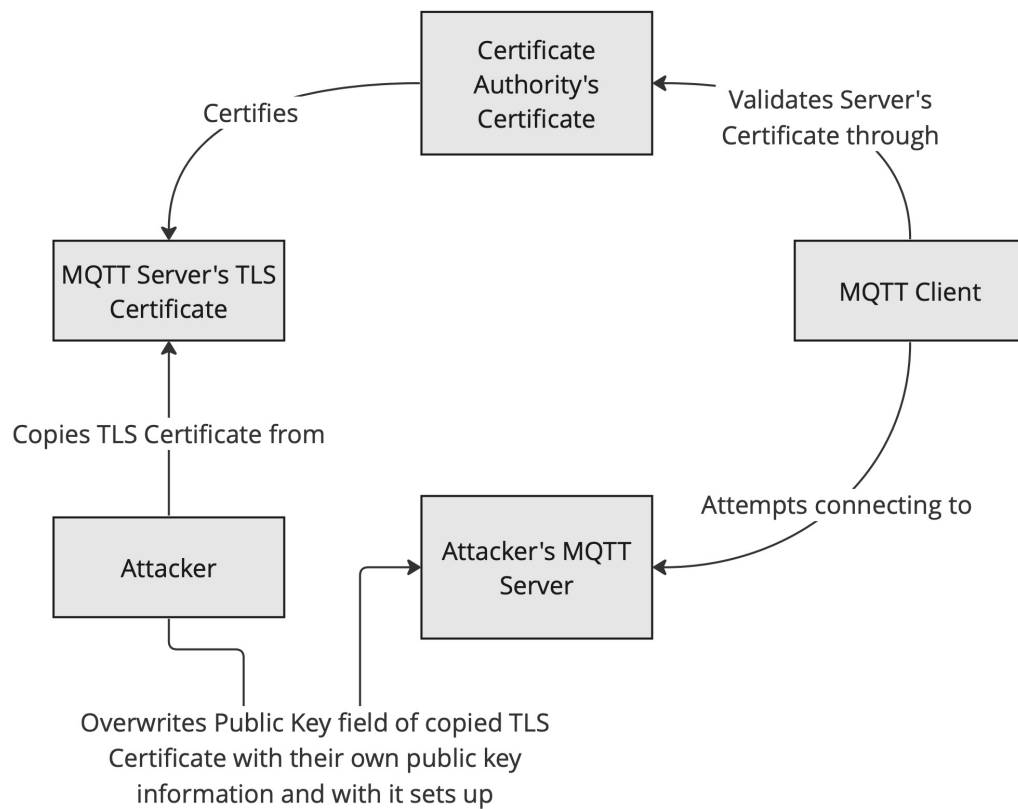 Certificate
Authority's
Certificate
Certifies
Validates Server's
Certificate through
MQTT Server's TLS
Certificate
MQTT Client
Copies TLS Certificate from
Attempts connecting to
Attacker
Attacker's MQTT
Server
Overwrites Public Key field of copied TLS
Certificate with their own public key
information and with it sets up